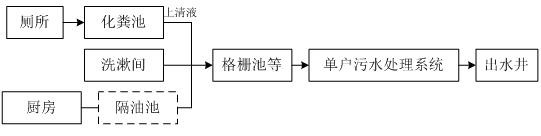 厕所
化粪池
上清液
洗漱间
格栅池等
单户污水处理系统
出水井
厨房
隔油池